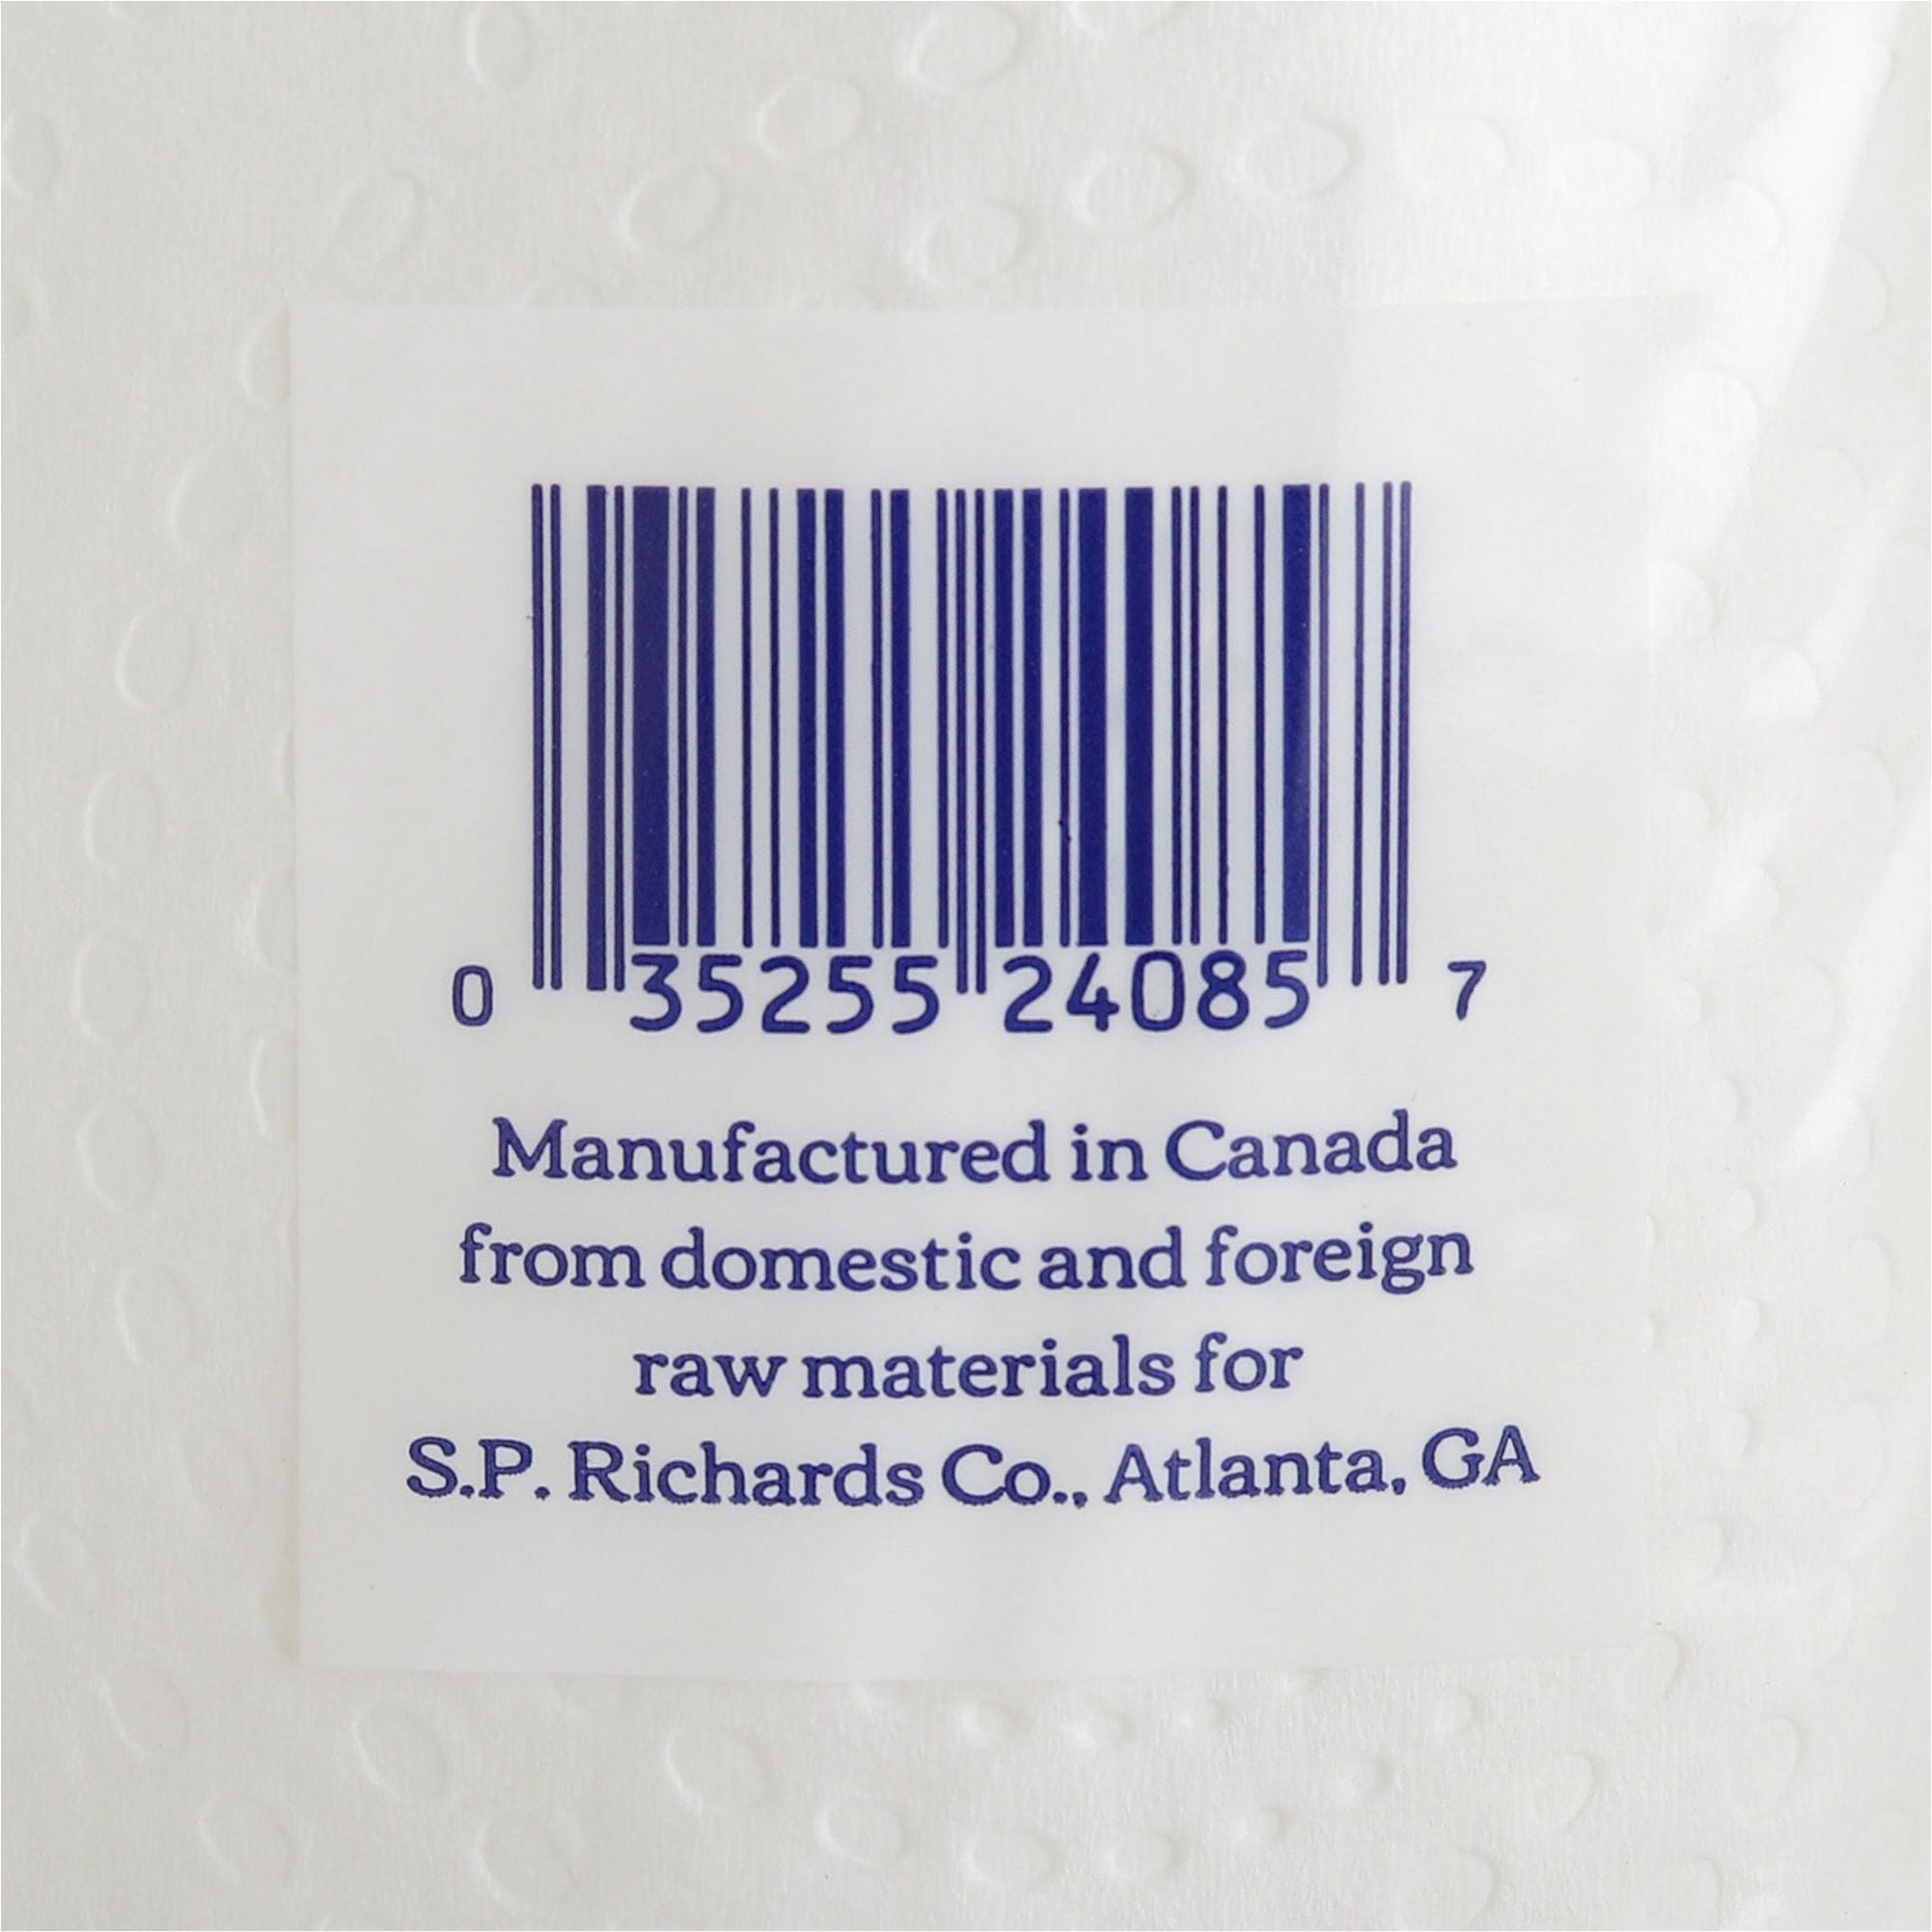 0 35255 24085 7
Manufactured in Canada
from domestic and foreign
raw materials for
S.P. Richards Co., Atlanta, GA